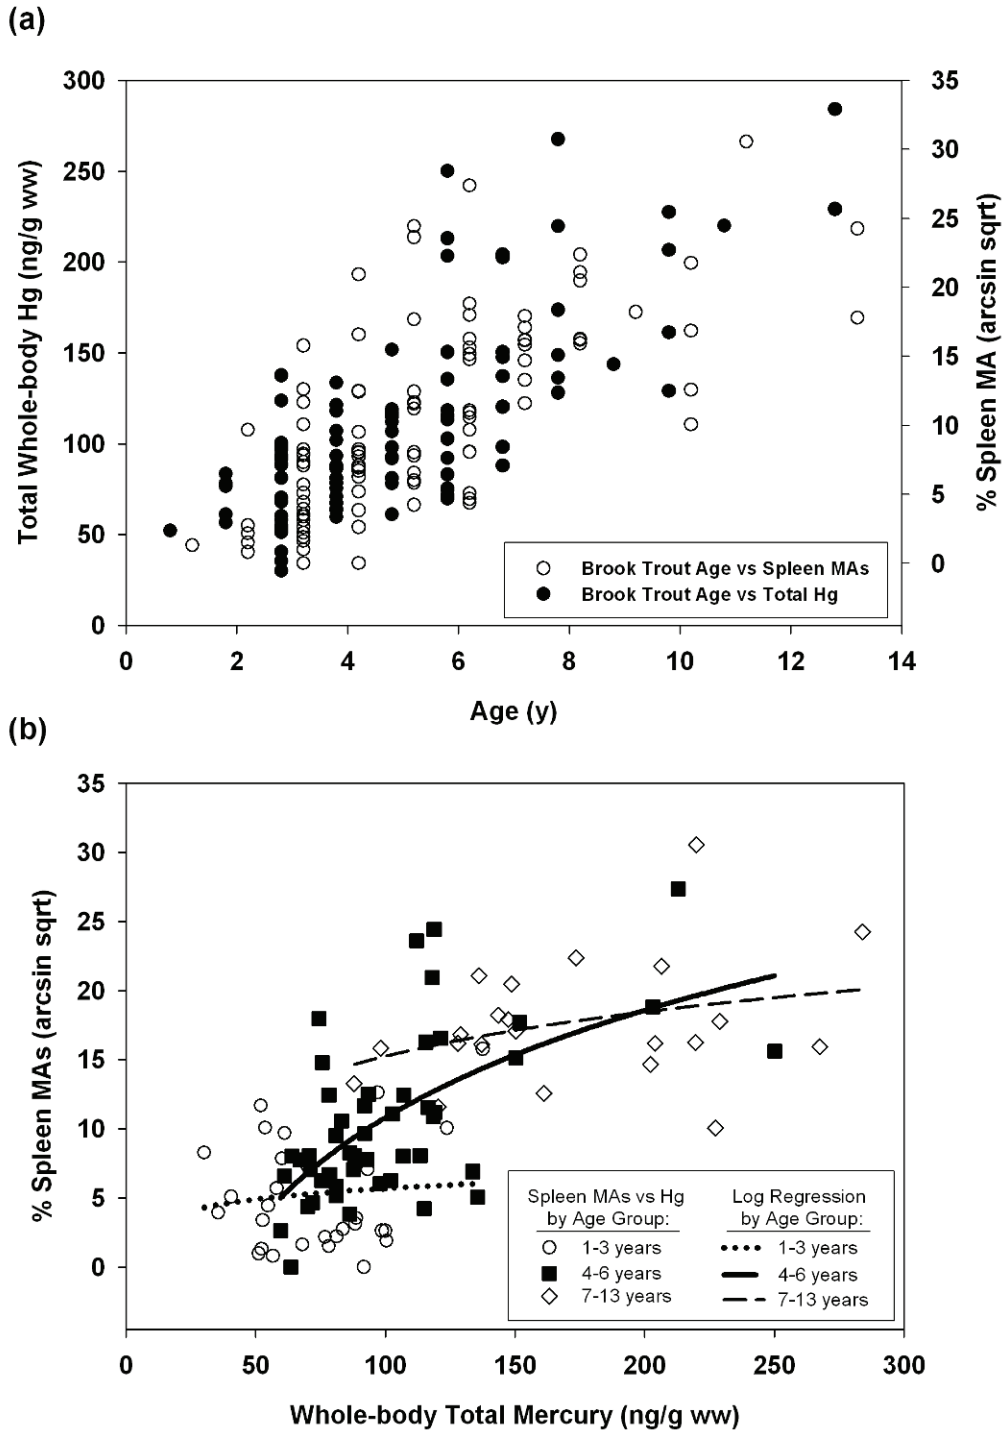 (a)
Total Whole-body Hg (ng/g ww)
300
250
200
150
100
50
0
35
30
25
20
15
10
5
0
% Spleen MA (arcsin sqrt)
Brook Trout Age vs Spleen MAs
Brook Trout Age vs Total Hg
0 2 4 6 8 10 12 14
Age (y)
(b)
% Spleen MAs (arcsin sqrt)
35
30
25
20
15
10
5
0
Spleen MAs vs Hg
by Age Group:
1-3 years
4-6 years
7-13 years
Log Regression
by Age Group:
1-3 years
4-6 years
7-13 years
0 50 100 150 200 250 300
Whole-body Total Mercury (ng/g ww)